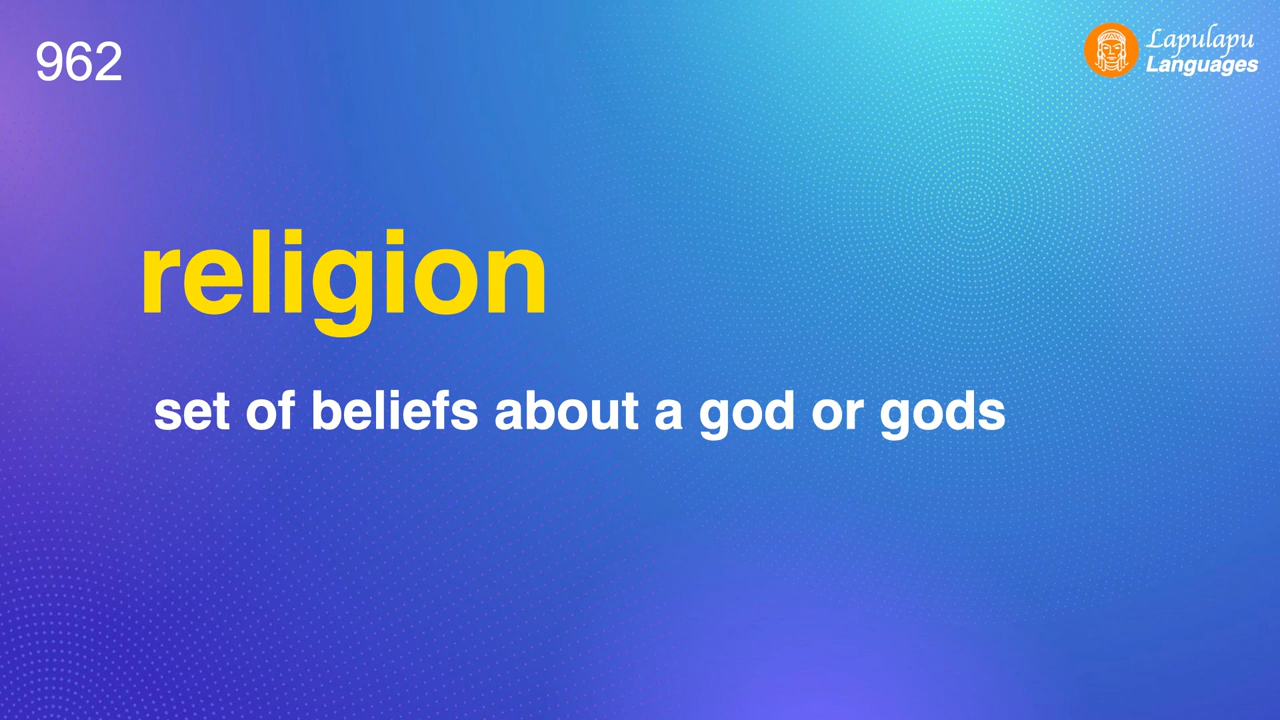 962
Lapulapu
Languages
religion
set of beliefs about a god or gods